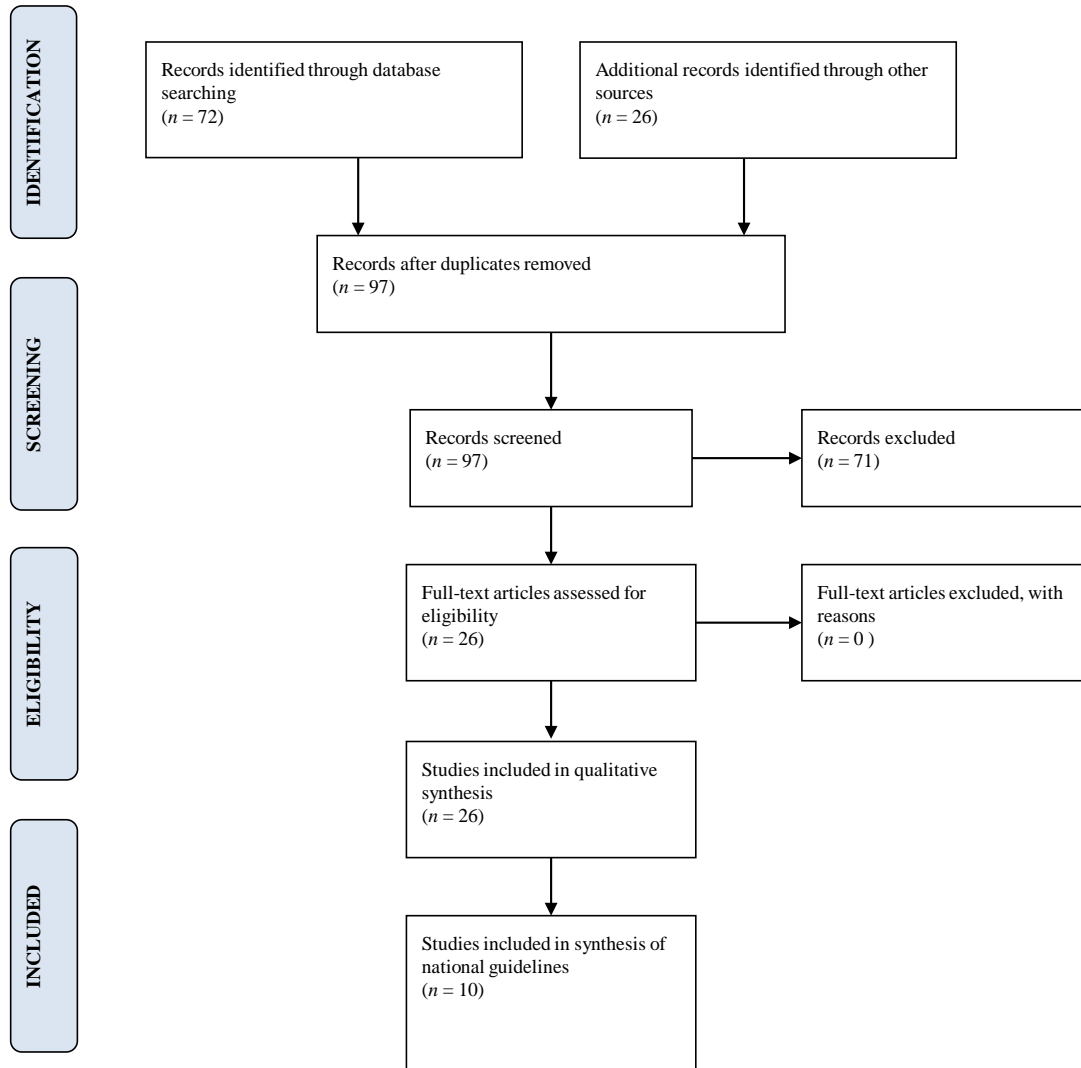 IDENTIFICATION
Records identified through database
searching
(n = 72)
Additional records identified through other
sources
(n = 26)
Records after duplicates removed
(n = 97)
SCREENING
Records screened
(n = 97)
Records excluded
(n = 71)
ELIGIBILITY
Full-text articles assessed for
eligibility
(n = 26)
Full-text articles excluded, with
reasons
(n = 0 )
Studies included in qualitative
synthesis
(n = 26)
INCLUDED
Studies included in synthesis of
national guidelines
(n = 10)